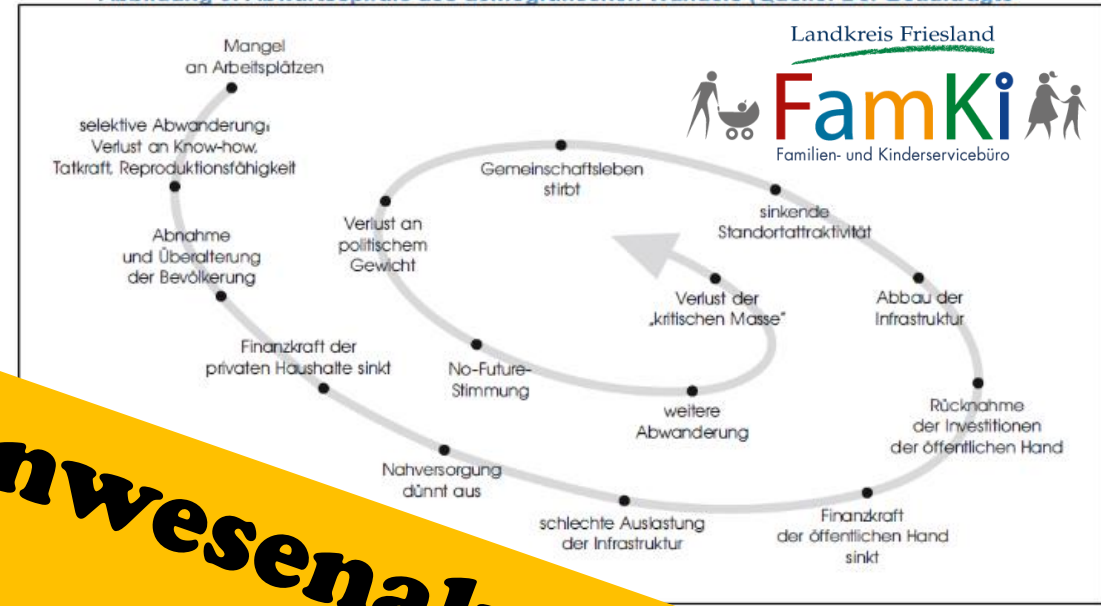 Landkreis Friesland
FamKi
Familien- und Kinderservicebüro
Mangel
an Arbeitsplätzen
selektive Abwanderung,
Verlust an Know-how,
Tatkraft, Reproduktionsfähigkeit
Abnahme
und Überalterung
der Bevölkerung
Finanzkraft der
privaten Haushalte sinkt
Nahversorgung
dünnt aus
schlechte Auslastung
der Infrastruktur
Finanzkraft
der öffentlichen Hand
sinkt
Rücknahme
der Investitionen
der öffentlichen Hand
Abbau der
Infrastruktur
sinkende
Standortattraktivität
Gemeinschaftsleben
stirbt
Verlust an
politischem
Gewicht
No-Future-
Stimmung
weitere
Abwanderung
Verlust der
„kritischen Masse"